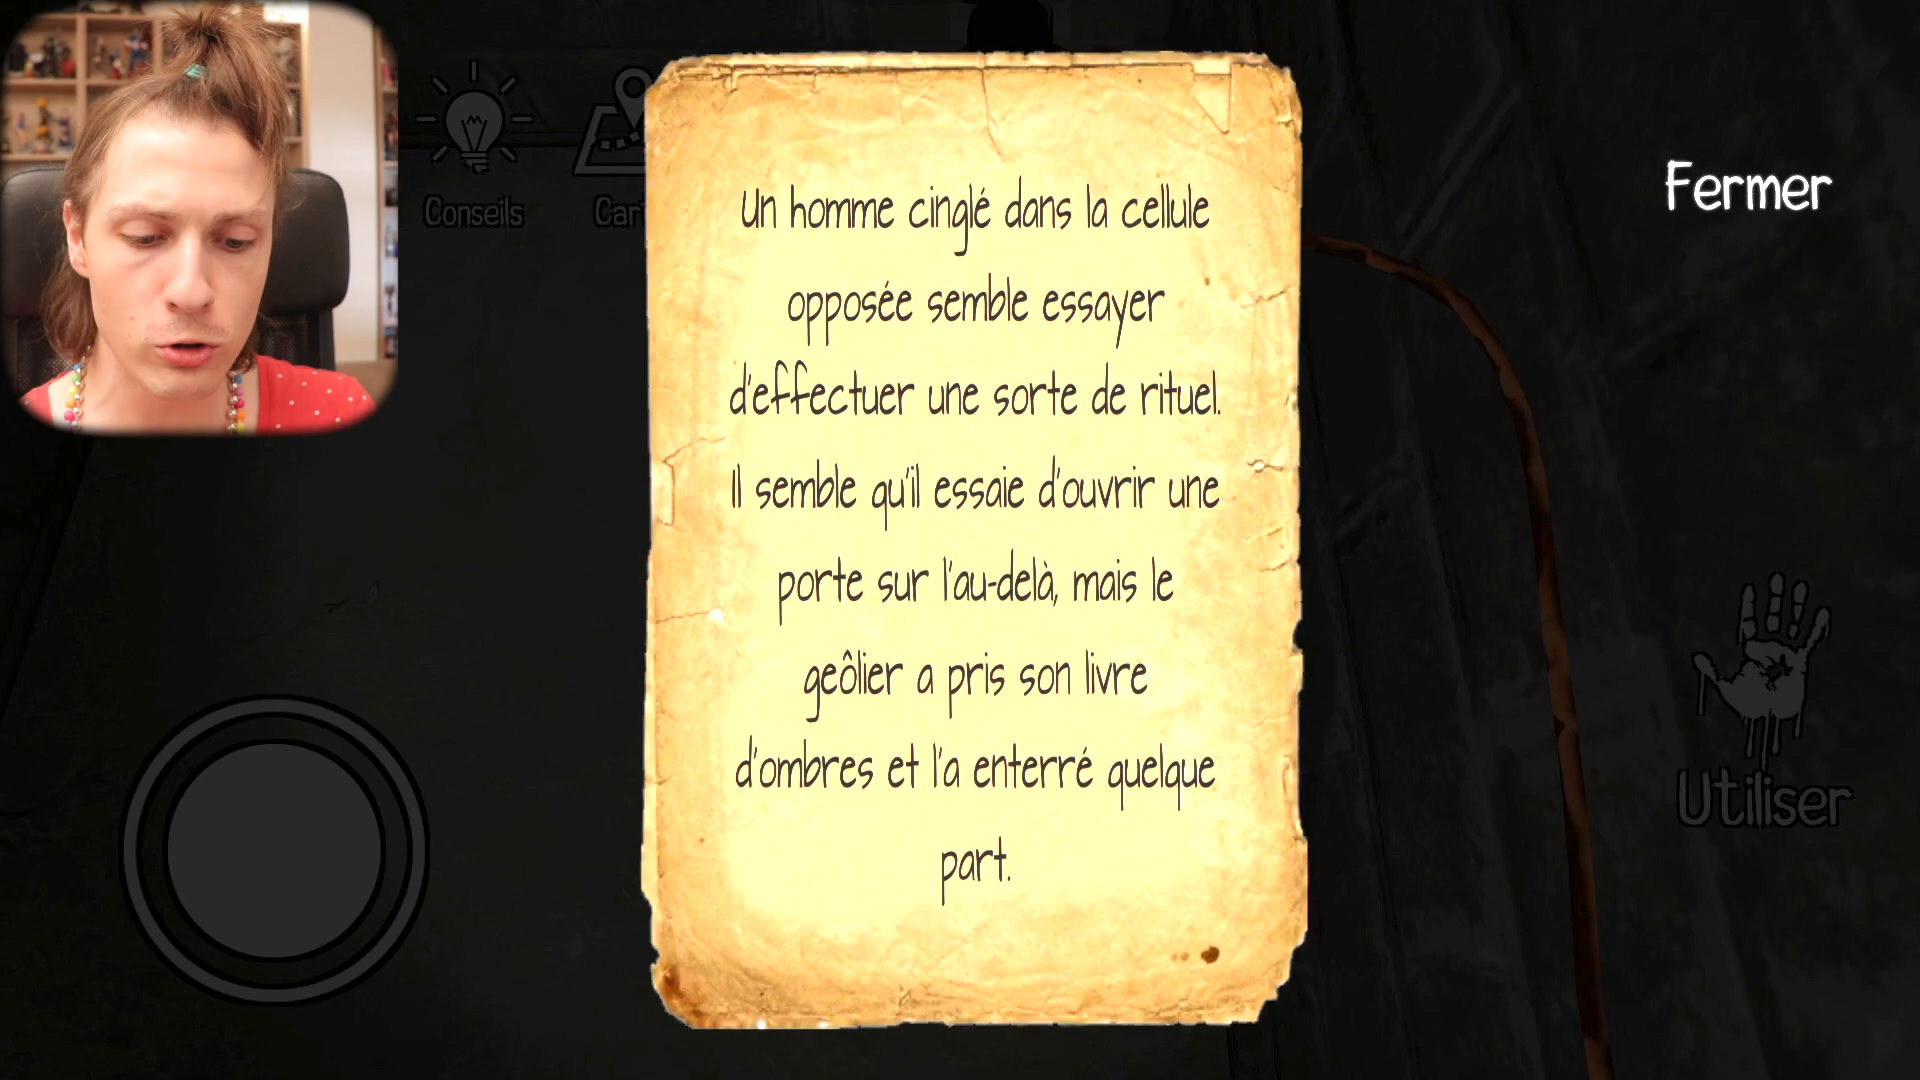 Conseils
Fermer
Un homme cinglé dans la cellule
opposée semble essayer
d'effectuer une sorte de rituel.
Il semble qu'il essaie d'ouvrir une
porte sur l'au-delà, mais le
geôlier a pris son livre
d'ombres et l'a enterré quelque
part.
Utiliser